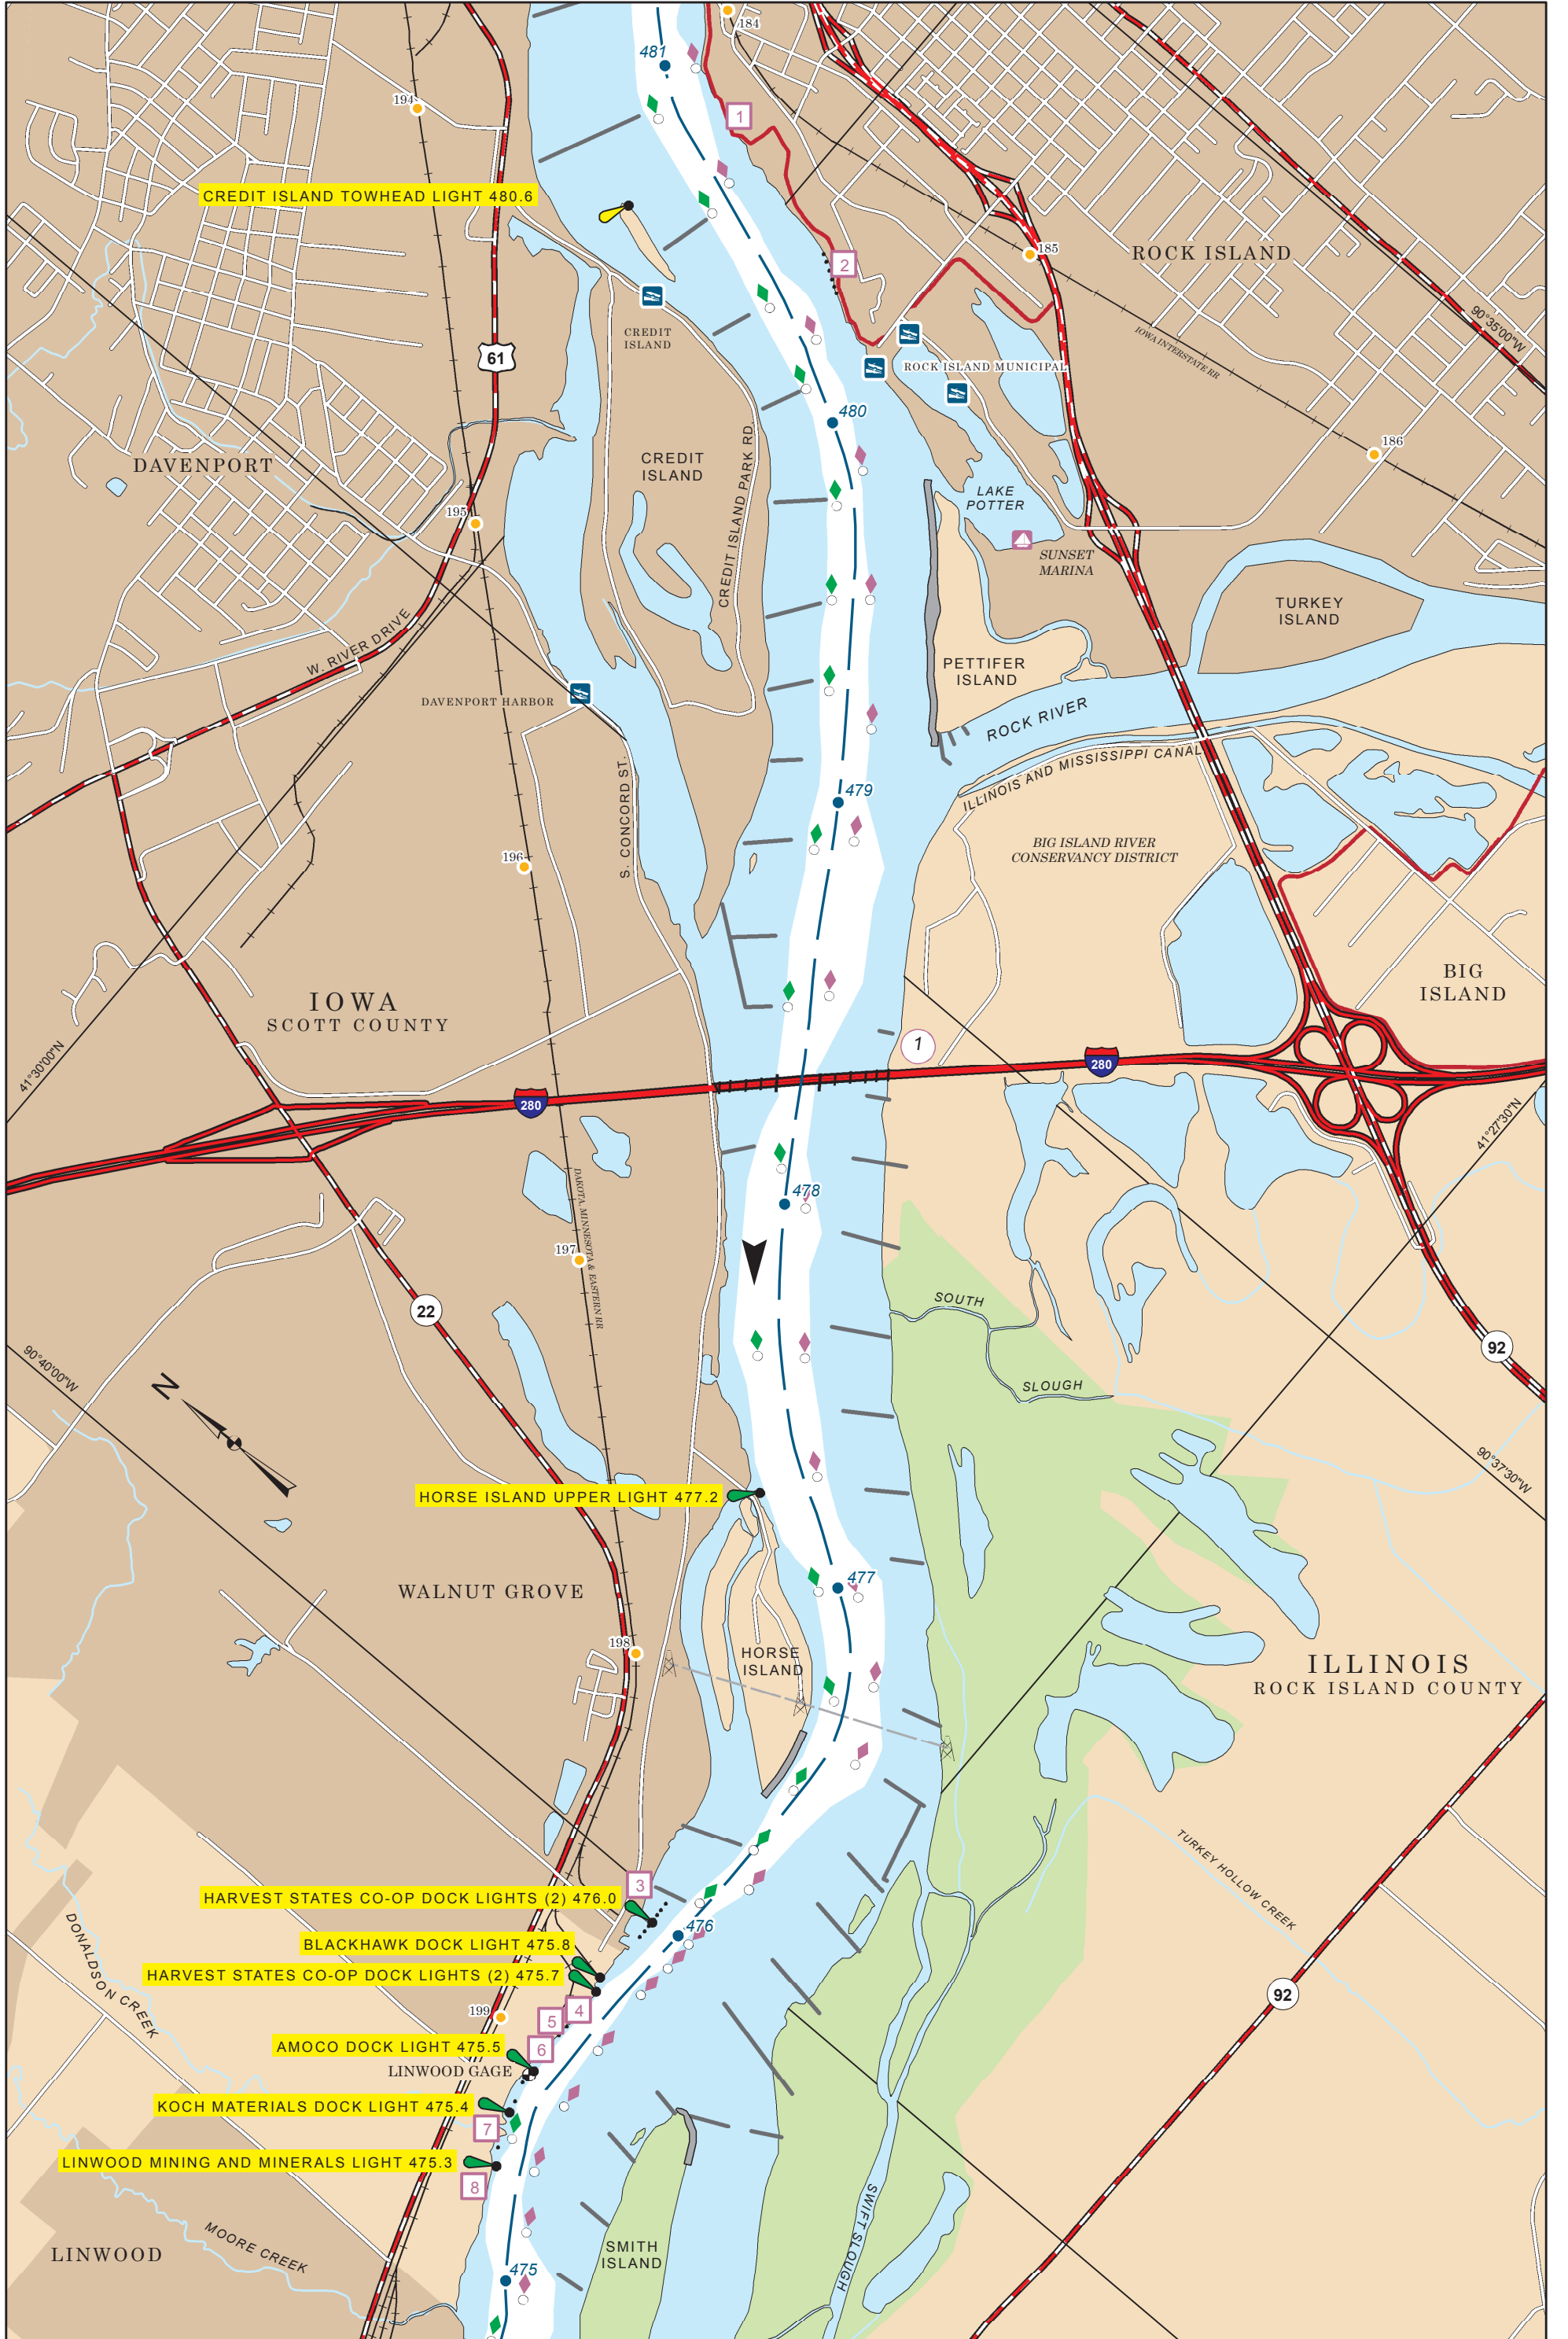 184
481
194
1
CREDIT ISLAND TOWHEAD LIGHT 480.6
185
ROCK ISLAND
2
90°35'00"W
IOWA INTERSTATE RR
CREDIT
ISLAND
61
ROCK ISLAND MUNICIPAL
480
186
DAVENPORT
CREDIT
ISLAND
CREDIT ISLAND PARK RD.
LAKE
POTTER
195
SUNSET
MARINA
TURKEY
ISLAND
W. RIVER DRIVE
PETTIFER
ISLAND
DAVENPORT HARBOR
ROCK RIVER
ILLINOIS AND MISSISSIPPI CANAL
S. CONCORD ST.
479
196
BIG ISLAND RIVER
CONSERVANCY DISTRICT
BIG
ISLAND
IOWA
SCOTT COUNTY
41°30'00"N
1
280
280
41°27'30"N
478
DAKOTA, MINNESOTA & EASTERN RR
197
SOUTH
22
92
90°40'00"W
N
SLOUGH
90°37'30"W
HORSE ISLAND UPPER LIGHT 477.2
477
WALNUT GROVE
198
HORSE
ISLAND
ILLINOIS
ROCK ISLAND COUNTY
TURKEY HOLLOW CREEK
3
HARVEST STATES CO-OP DOCK LIGHTS (2) 476.0
476
BLACKHAWK DOCK LIGHT 475.8
HARVEST STATES CO-OP DOCK LIGHTS (2) 475.7
DONALDSON CREEK
92
199
4
5
6
AMOCO DOCK LIGHT 475.5
LINWOOD GAGE
KOCH MATERIALS DOCK LIGHT 475.4
7
LINWOOD MINING AND MINERALS LIGHT 475.3
8
SWIFT SLOUGH
MOORE CREEK
LINWOOD
SMITH
ISLAND
475